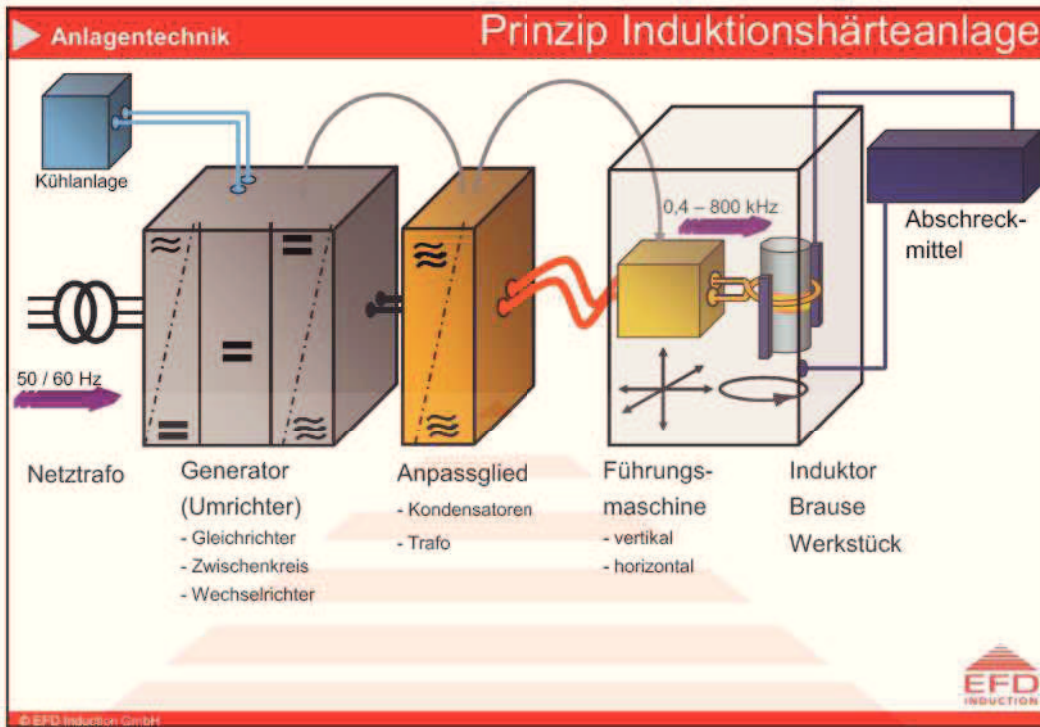 Anlagentechnik
Prinzip Induktionshärteanlage
Kühlanlage
0,4 – 800 kHz
Abschreck-
mittel
50 / 60 Hz
Netztrafo
Generator
(Umrichter)
- Gleichrichter
- Zwischenkreis
- Wechselrichter
Anpassglied
- Kondensatoren
- Trafo
Führungs-
maschine
- vertikal
- horizontal
Induktor
Brause
Werkstück
EFD
INDUCTION
© EFD Induction GmbH